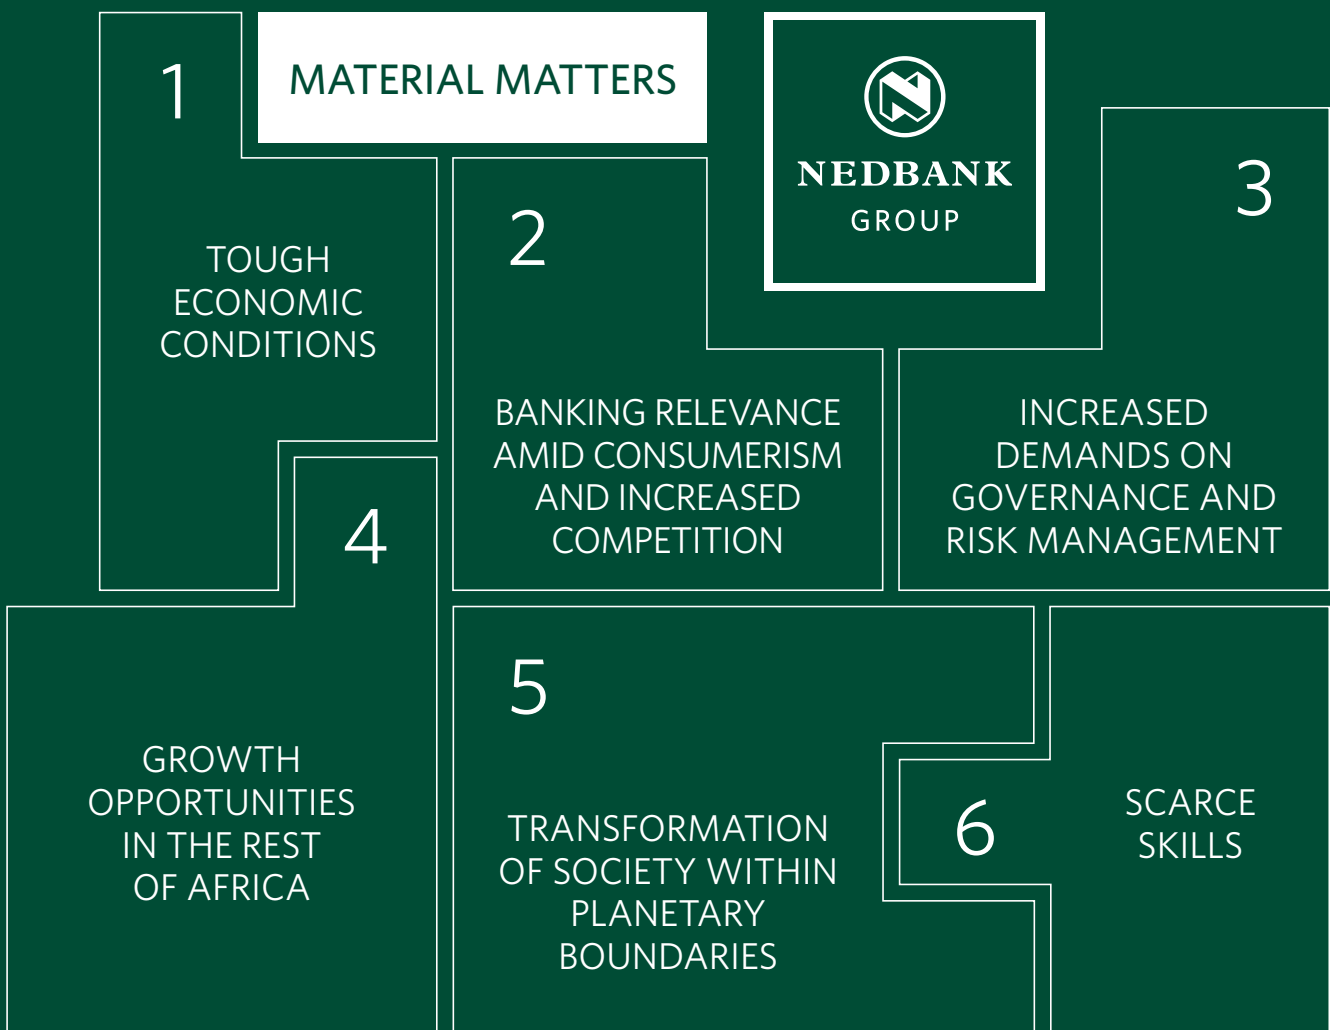 MATERIAL MATTERS
NEDBANK
GROUP
1
TOUGH
ECONOMIC
CONDITIONS
2
BANKING RELEVANCE
AMID CONSUMERISM
AND INCREASED
COMPETITION
3
INCREASED
DEMANDS ON
GOVERNANCE AND
RISK MANAGEMENT
4
GROWTH
OPPORTUNITIES
IN THE REST
OF AFRICA
5
TRANSFORMATION
OF SOCIETY WITHIN
PLANETARY
BOUNDARIES
6
SCARCE
SKILLS